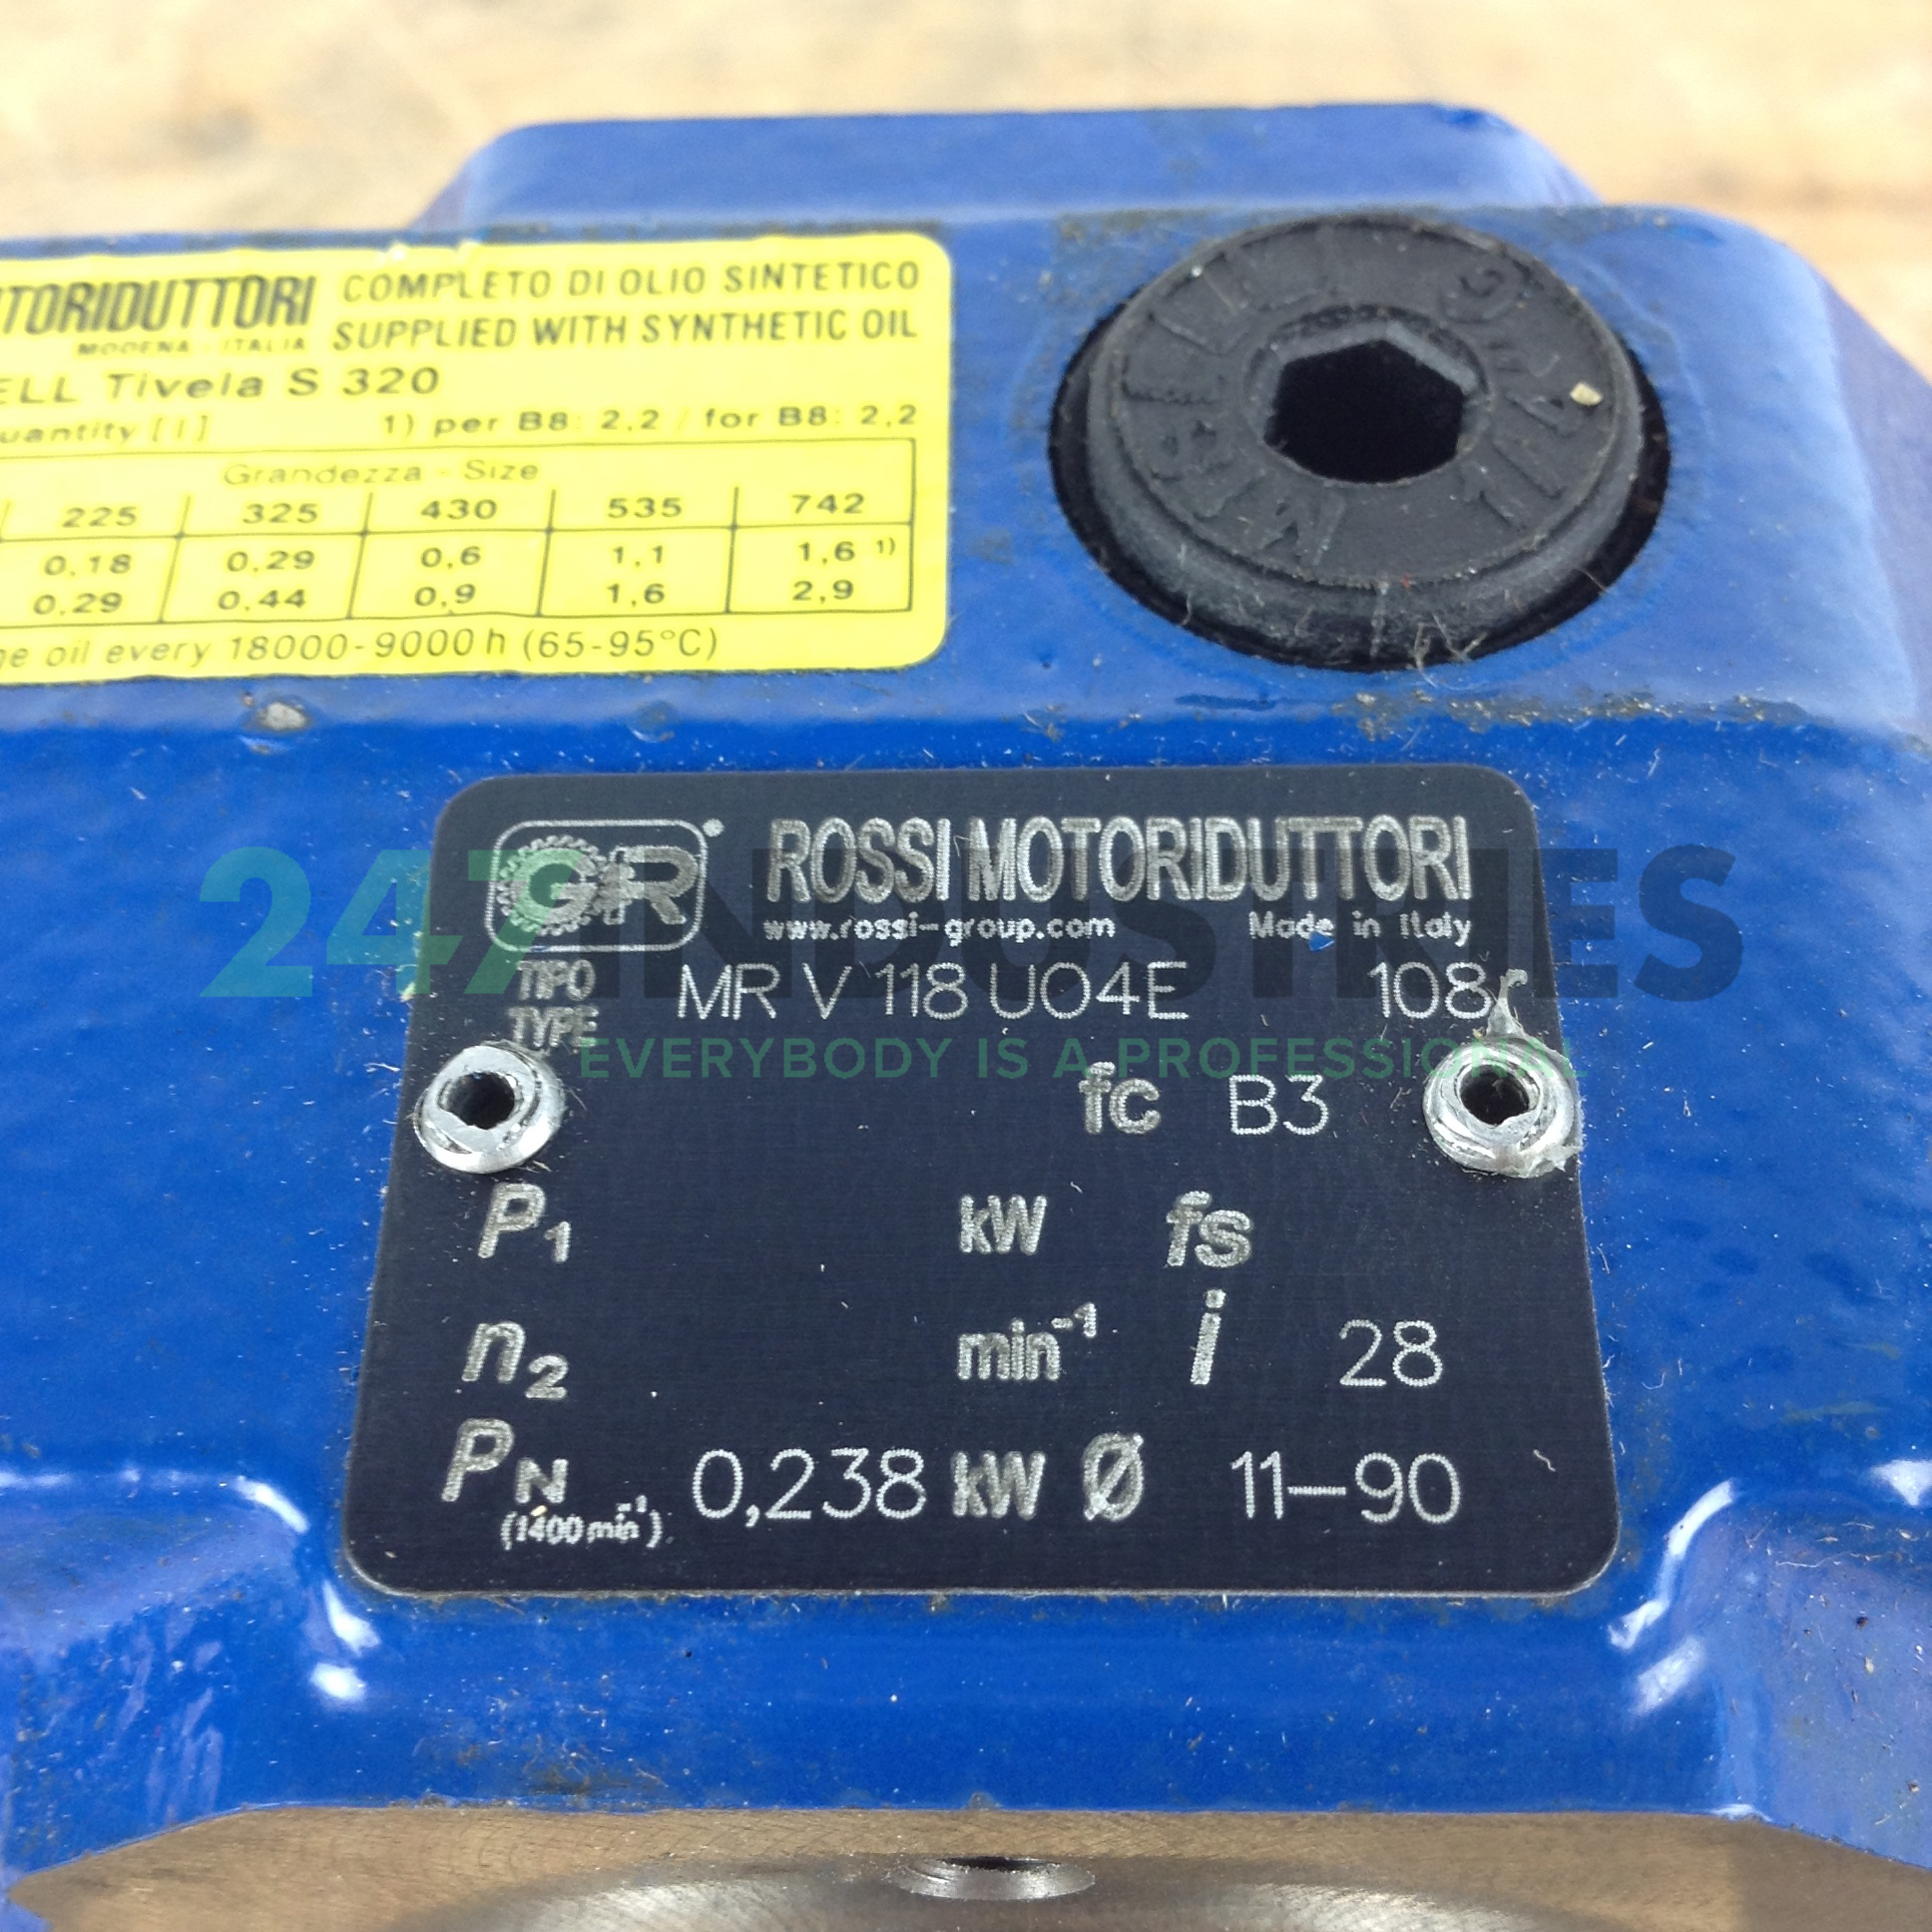 TORIDUTTORI COMPLETO DI OLIO SINTETICO
MODENA - ITALIA SUPPLIED WITH SYNTHETIC OIL
ELL Tivela S 320
uantity [l] 1) per B8: 2,2 / for B8: 2,2
Grandezza - Size
225 325 430 535 742
0,18 0,29 0,6 1,1 1,6 1)
0,29 0,44 0,9 1,6 2,9
ge oil every 18000-9000 h (65-95°C)
GR ROSSI MOTORIDUTTORI
www.rossi-group.com Made in Italy
247 INDUSTRIES
TIPO
TYPE MR V 118 UO4E 108
EVERYBODY IS A PROFESSIONAL
fc B3
P1 kW fs
n2 min-1 i 28
PN 0,238 kW Ø 11-90
(1400 min-1)